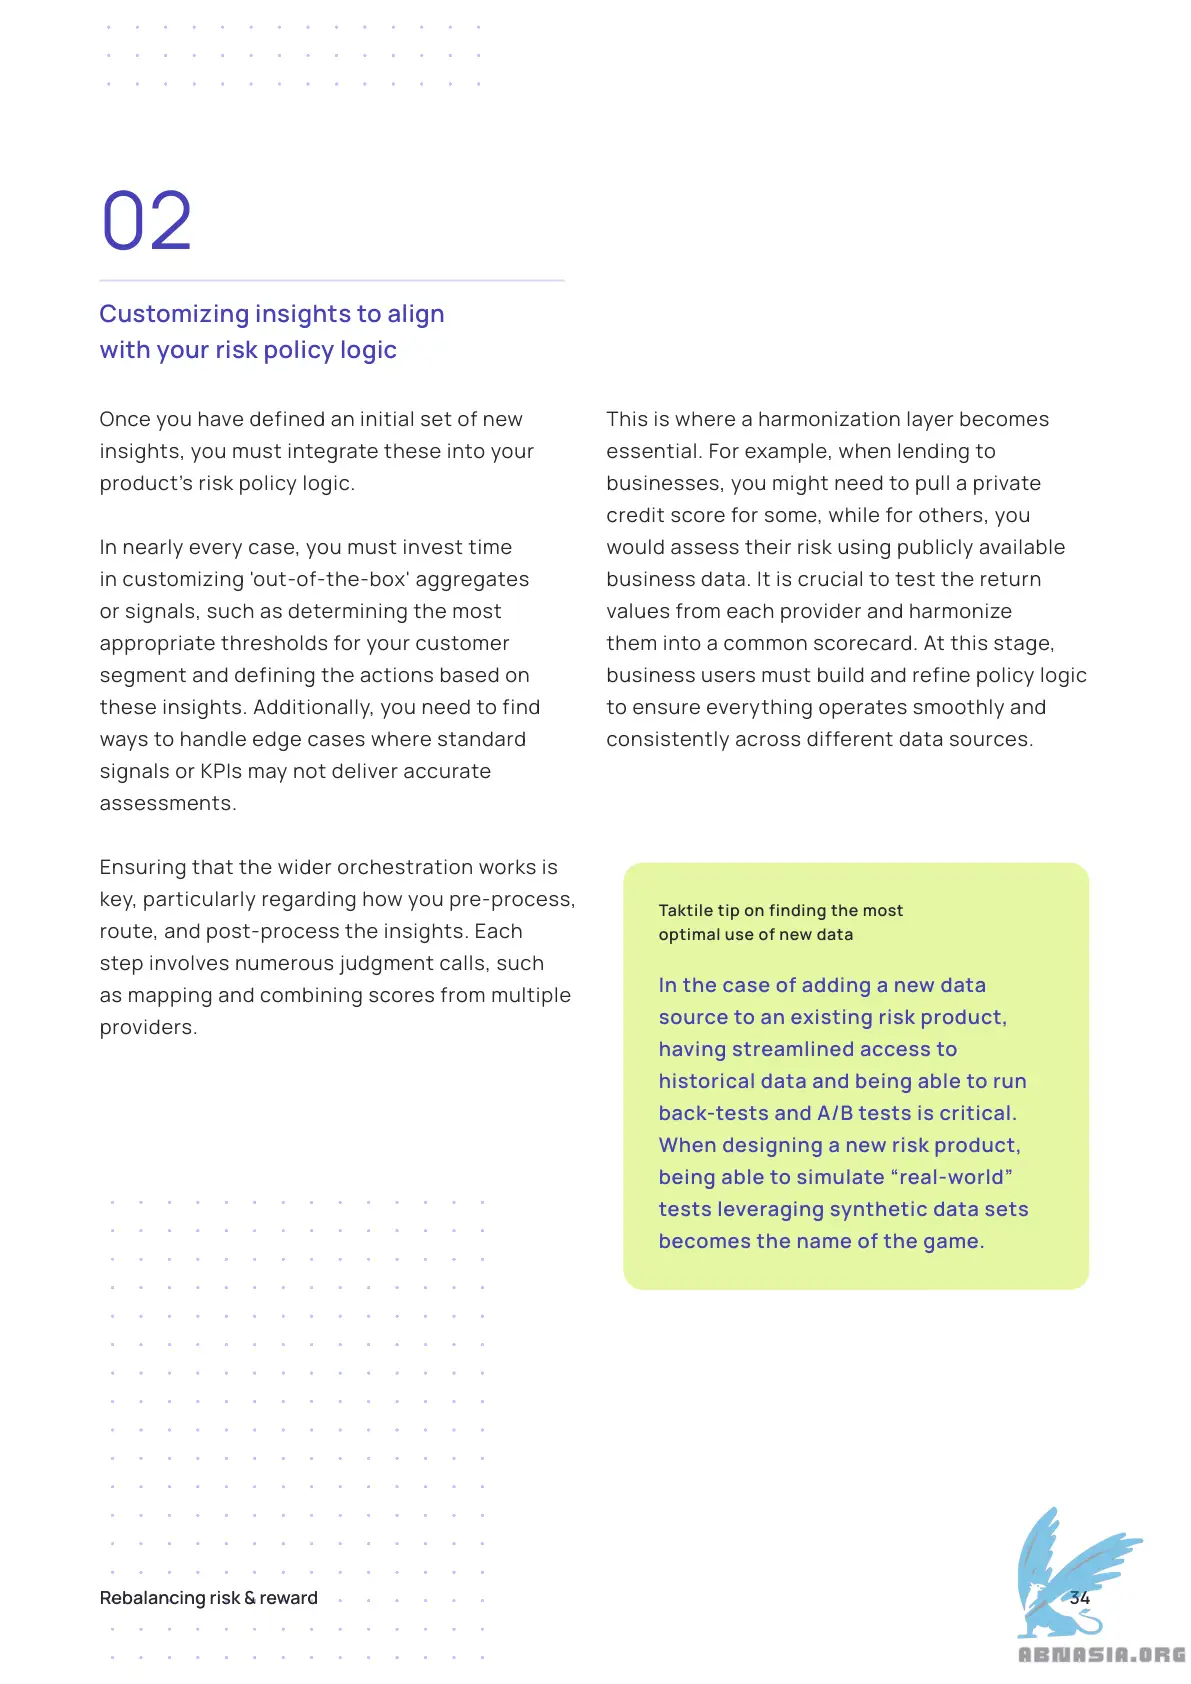 02
Customizing insights to align
with your risk policy logic
Once you have defined an initial set of new
insights, you must integrate these into your
product’s risk policy logic.
In nearly every case, you must invest time
in customizing 'out-of-the-box' aggregates
or signals, such as determining the most
appropriate thresholds for your customer
segment and defining the actions based on
these insights. Additionally, you need to find
ways to handle edge cases where standard
signals or KPIs may not deliver accurate
assessments.
Ensuring that the wider orchestration works is
key, particularly regarding how you pre-process,
route, and post-process the insights. Each
step involves numerous judgment calls, such
as mapping and combining scores from multiple
providers.
This is where a harmonization layer becomes
essential. For example, when lending to
businesses, you might need to pull a private
credit score for some, while for others, you
would assess their risk using publicly available
business data. It is crucial to test the return
values from each provider and harmonize
them into a common scorecard. At this stage,
business users must build and refine policy logic
to ensure everything operates smoothly and
consistently across different data sources.
Taktile tip on finding the most
optimal use of new data
In the case of adding a new data
source to an existing risk product,
having streamlined access to
historical data and being able to run
back-tests and A/B tests is critical.
When designing a new risk product,
being able to simulate “real-world”
tests leveraging synthetic data sets
becomes the name of the game.
Rebalancing risk & reward
34
ABNASIA.ORG